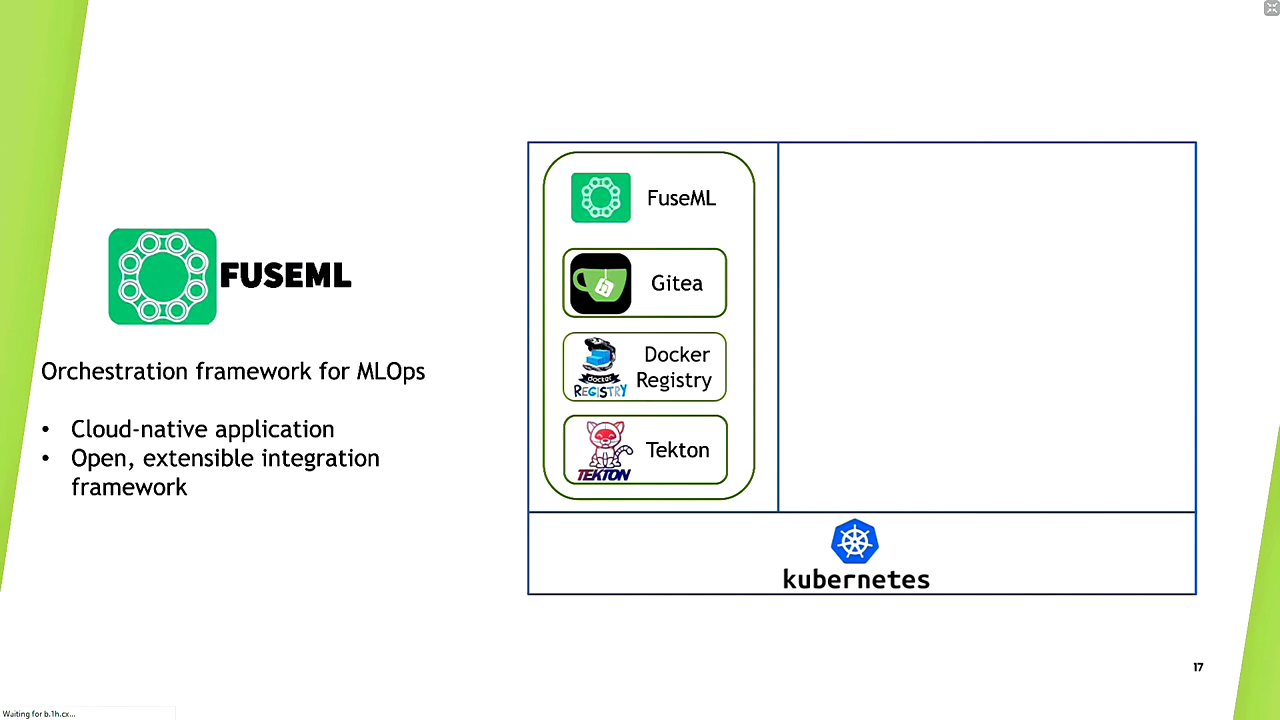 FUSEML
Orchestration framework for MLOps
• Cloud-native application
• Open, extensible integration
framework
FuseML
Gitea
Docker
Registry
docker
REGISTRY
Tekton
TEKTON
kubernetes
17
Waiting for b.1h.cx...